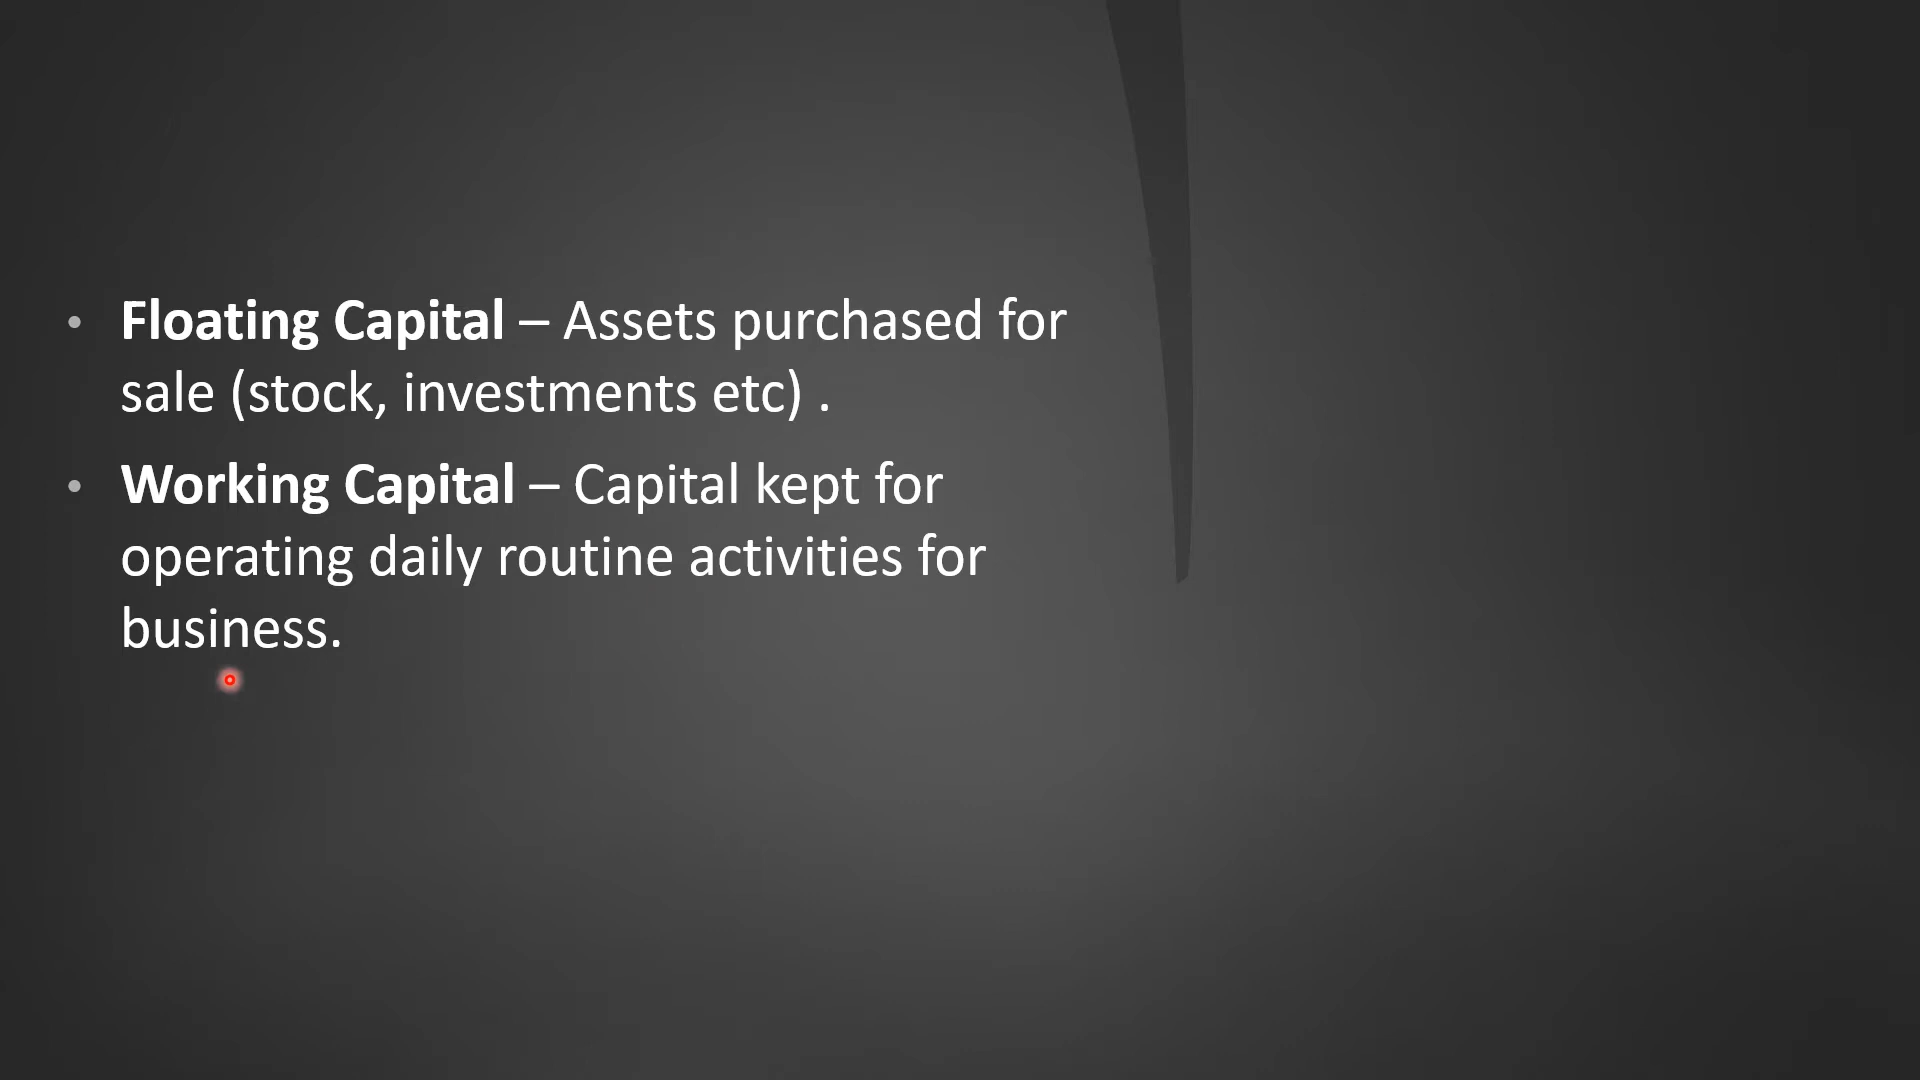 • Floating Capital – Assets purchased for
sale (stock, investments etc) .
• Working Capital – Capital kept for
operating daily routine activities for
business.